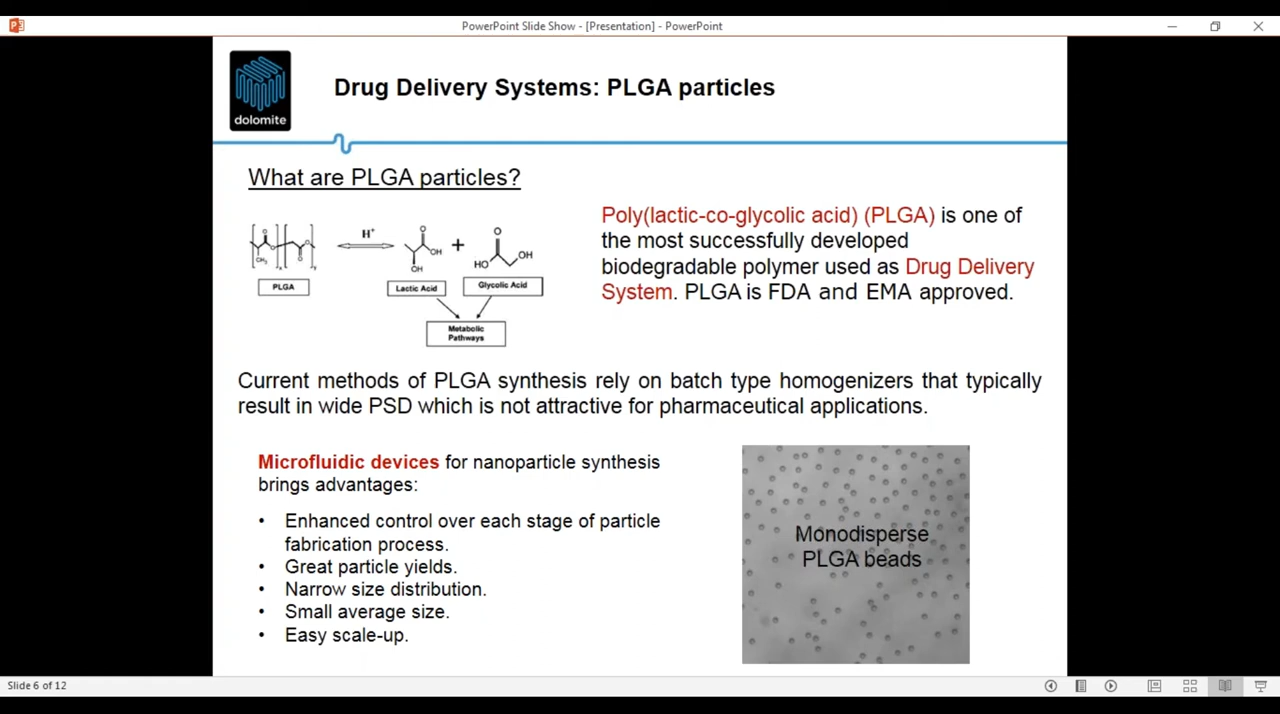 PowerPoint Slide Show - [Presentation] - PowerPoint
dolomite
Drug Delivery Systems: PLGA particles
What are PLGA particles?
O
O
O
CH₃
O
x
y
PLGA
H⁺
O
OH
OH
Lactic Acid
+
O
HO
OH
Glycolic Acid
Metabolic
Pathways
Poly(lactic-co-glycolic acid) (PLGA) is one of
the most successfully developed
biodegradable polymer used as Drug Delivery
System. PLGA is FDA and EMA approved.
Current methods of PLGA synthesis rely on batch type homogenizers that typically
result in wide PSD which is not attractive for pharmaceutical applications.
Microfluidic devices for nanoparticle synthesis
brings advantages:
• Enhanced control over each stage of particle
fabrication process.
• Great particle yields.
• Narrow size distribution.
• Small average size.
• Easy scale-up.
Monodisperse
PLGA beads
Slide 6 of 12